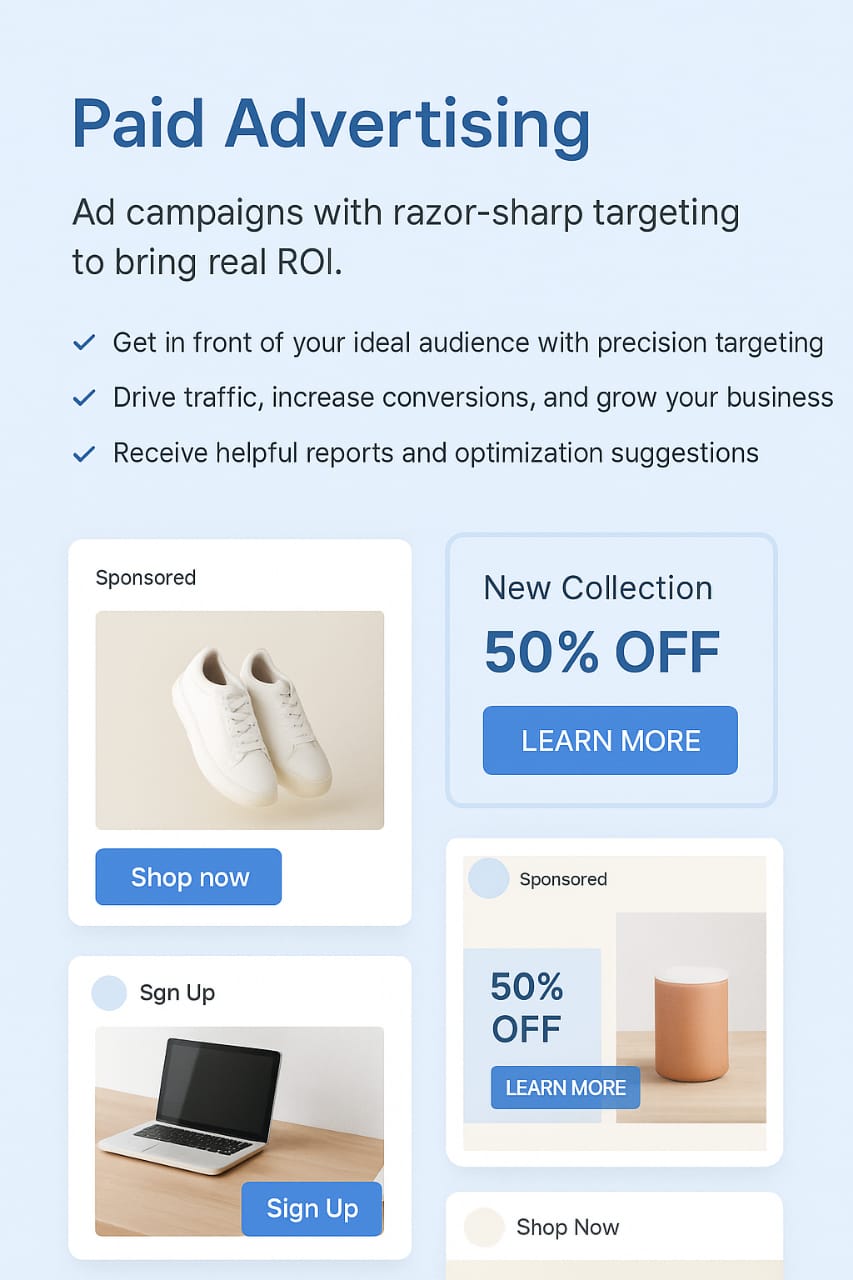 Paid Advertising
Ad campaigns with razor-sharp targeting
to bring real ROI.
Get in front of your ideal audience with precision targeting
Drive traffic, increase conversions, and grow your business
Receive helpful reports and optimization suggestions
Sponsored
Shop now
New Collection
50% OFF
LEARN MORE
Sgn Up
Sign Up
Sponsored
50%
OFF
LEARN MORE
Shop Now